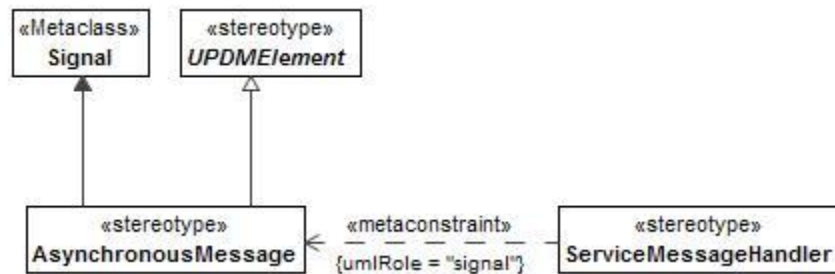 «Metaclass»
Signal
«stereotype»
UPDMElement
«stereotype»
AsynchronousMessage
«metaconstraint»
{umlRole = "signal"}
«stereotype»
ServiceMessageHandler